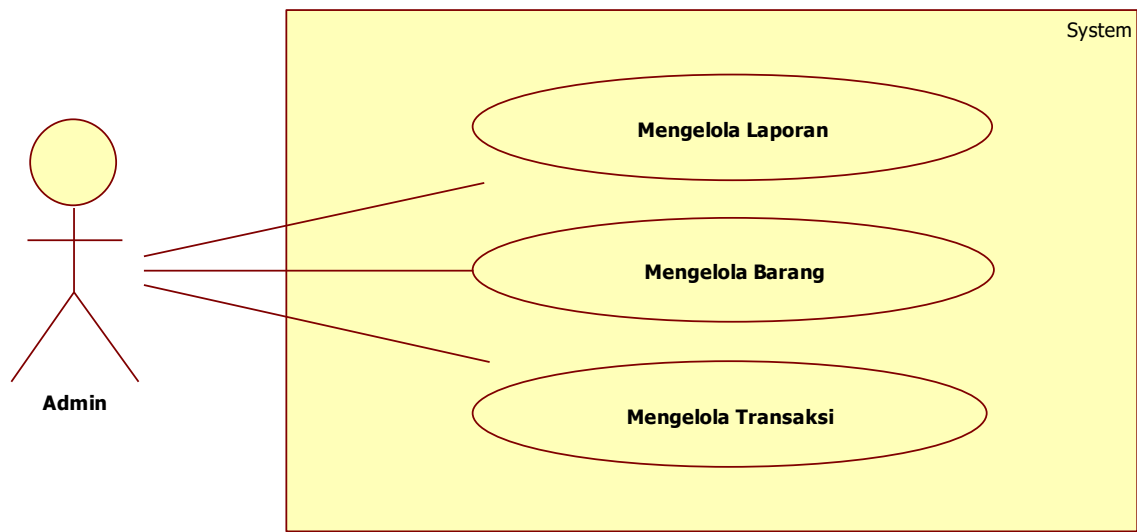 System
Mengelola Laporan
Mengelola Barang
Admin
Mengelola Transaksi